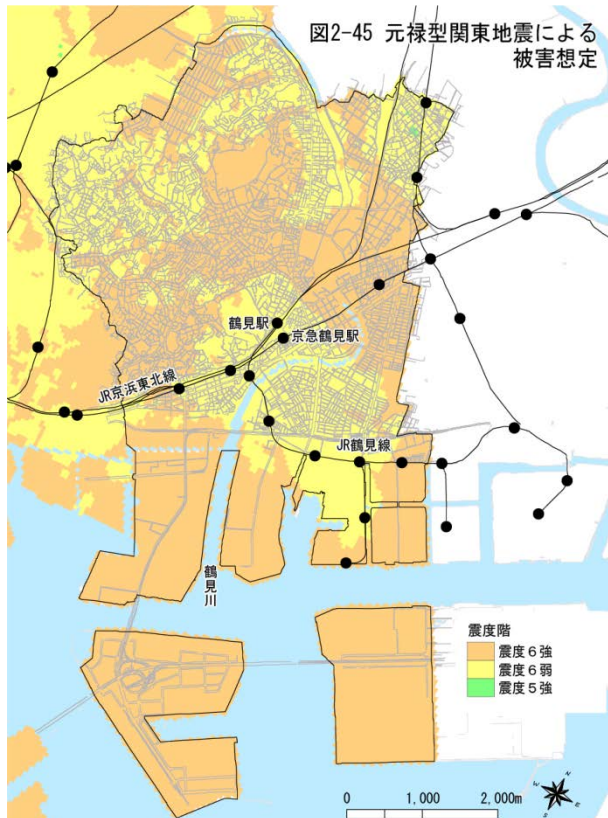 図2-45 元禄型関東地震による
被害想定
鶴見駅
京急鶴見駅
JR京浜東北線
JR鶴見線
鶴見川
震度階
震度6強
震度6弱
震度5強
0 1,000 2,000m
N
E
S
W